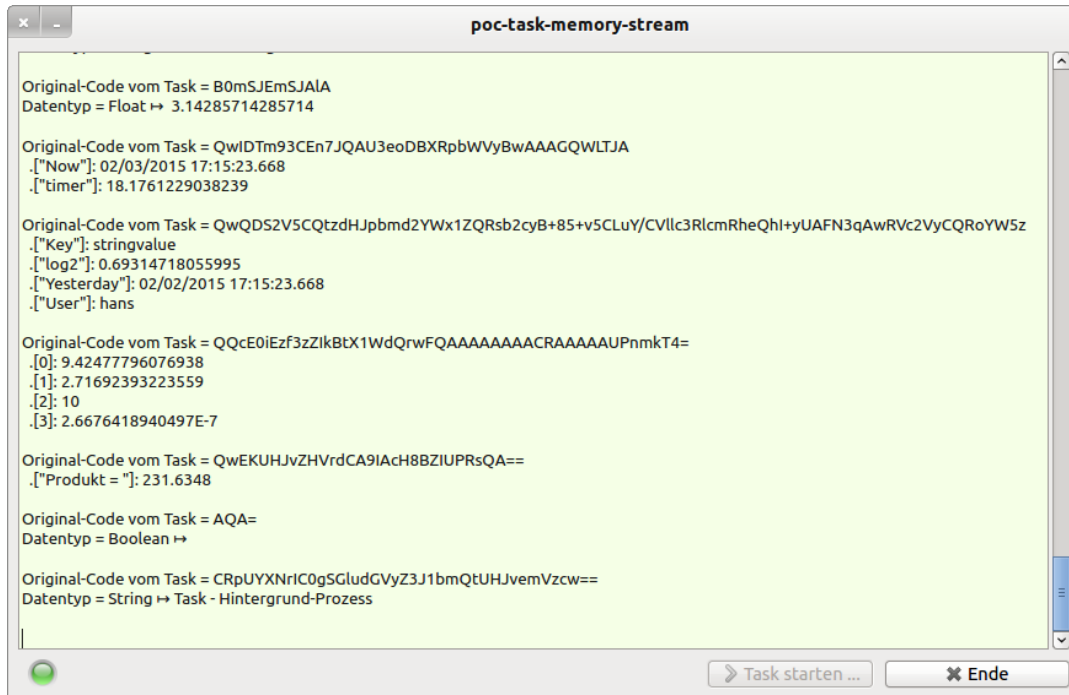 poc-task-memory-stream
Original-Code vom Task = B0mSJEmSJAlA
Datentyp = Float ↦ 3.14285714285714
Original-Code vom Task = QwIDTm93CEn7JQAU3eoDBXRpbWVyBwAAAGQWLTJA
.["Now"]: 02/03/2015 17:15:23.668
.["timer"]: 18.1761229038239
Original-Code vom Task = QwQDS2V5CQtzdHJpbmd2YWx1ZQRsb2cyB+85+v5CLuY/CVllc3RlcmRheQhI+yUAFN3qAwRVc2VyCQRoYW5z
.["Key"]: stringvalue
.["log2"]: 0.69314718055995
.["Yesterday"]: 02/02/2015 17:15:23.668
.["User"]: hans
Original-Code vom Task = QQcE0iEzf3zZIkBtX1WdQrwFQAAAAAAAACRAAAAAUPnmkT4=
.[0]: 9.42477796076938
.[1]: 2.71692393223559
.[2]: 10
.[3]: 2.6676418940497E-7
Original-Code vom Task = QwEKUHJvZHVrdCA9IAcH8BZIUPRsQA==
.["Produkt = "]: 231.6348
Original-Code vom Task = AQA=
Datentyp = Boolean ↦
Original-Code vom Task = CRpUYXNrIC0gSGludGVyZ3J1bmQtUHJvemVzcw==
Datentyp = String ↦ Task - Hintergrund-Prozess
Task starten ...
Ende